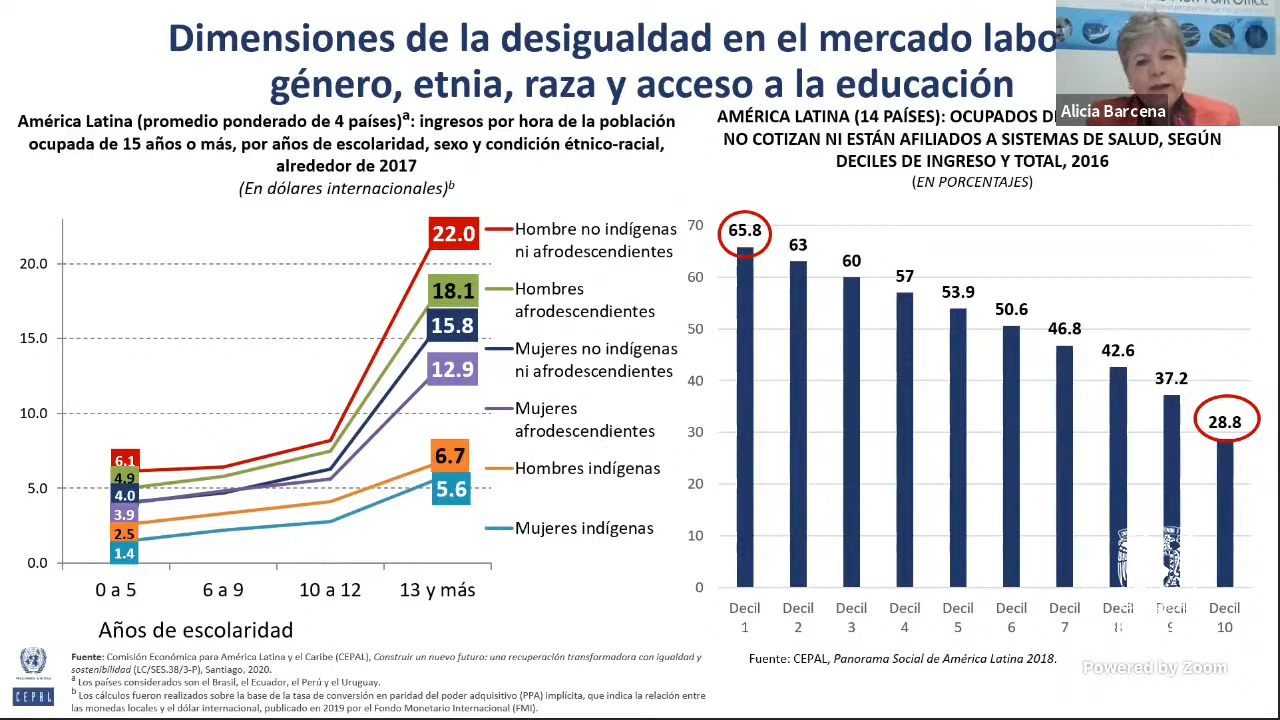 Dimensiones de la desigualdad en el mercado labo
género, etnia, raza y acceso a la educación
Alicia Barcena
América Latina (promedio ponderado de 4 países)ª: ingresos por hora de la población
ocupada de 15 años o más, por años de escolaridad, sexo y condición étnico-racial,
alrededor de 2017
(En dólares internacionales)ᵇ
20.0
15.0
10.0
5.0
0.0
22.0
18.1
15.8
12.9
6.7
5.6
6.1
4.9
4.0
3.9
2.5
1.4
Hombre no indígenas
ni afrodescendientes
Hombres
afrodescendientes
Mujeres no indígenas
ni afrodescendientes
Mujeres
afrodescendientes
Hombres indígenas
Mujeres indígenas
0 a 5 6 a 9 10 a 12 13 y más
Años de escolaridad
AMÉRICA LATINA (14 PAÍSES): OCUPADOS
NO COTIZAN NI ESTÁN AFILIADOS A SISTEMAS DE SALUD, SEGÚN
DECILES DE INGRESO Y TOTAL, 2016
(EN PORCENTAJES)
70
60
50
40
30
20
10
0
65.8
63
60
57
53.9
50.6
46.8
42.6
37.2
28.8
Decil Decil Decil Decil Decil Decil Decil Decil Decil Decil
1 2 3 4 5 6 7 8 9 10
Fuente: CEPAL, Panorama Social de América Latina 2018.
Powered by Zoom
NACIONES UNIDAS
CEPAL
Fuente: Comisión Económica para América Latina y el Caribe (CEPAL), Construir un nuevo futuro: una recuperación transformadora con igualdad y
sostenibilidad (LC/SES.38/3-P), Santiago, 2020.
ª Los países considerados son el Brasil, el Ecuador, el Perú y el Uruguay.
ᵇ Los cálculos fueron realizados sobre la base de la tasa de conversión en paridad del poder adquisitivo (PPA) implícita, que indica la relación entre
las monedas locales y el dólar internacional, publicado en 2019 por el Fondo Monetario Internacional (FMI).